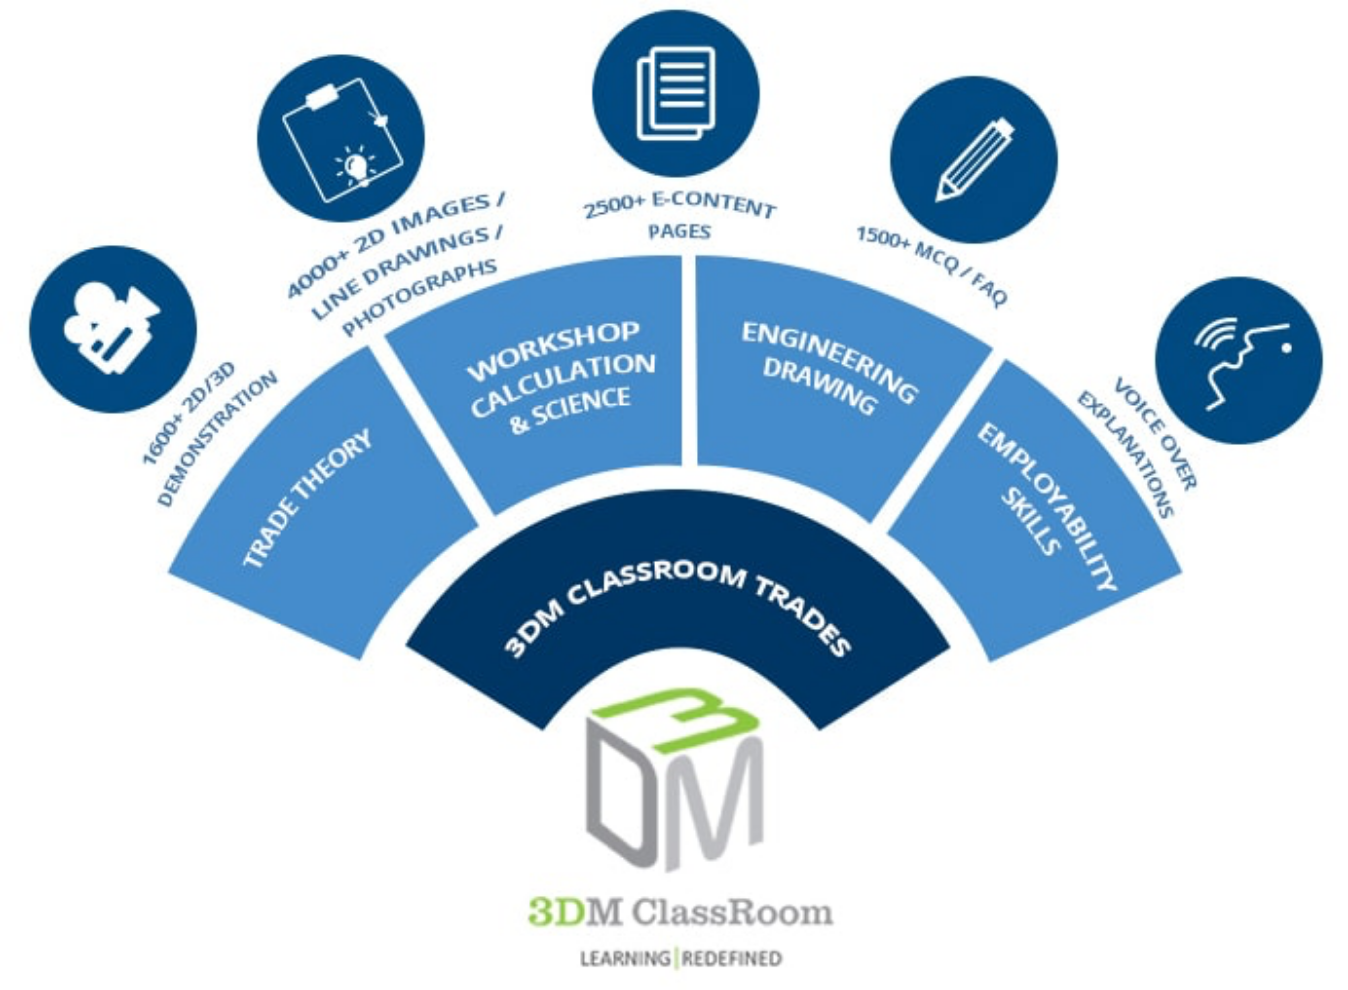 1600+ 2D/3D
DEMONSTRATION
4000+ 2D IMAGES /
LINE DRAWINGS /
PHOTOGRAPHS
2500+ E-CONTENT
PAGES
1500+ MCQ / FAQ
VOICE OVER
EXPLANATIONS
TRADE THEORY
WORKSHOP
CALCULATION
& SCIENCE
ENGINEERING
DRAWING
EMPLOYABILITY
SKILLS
3DM CLASSROOM TRADES
3DM
3DM ClassRoom
LEARNING|REDEFINED